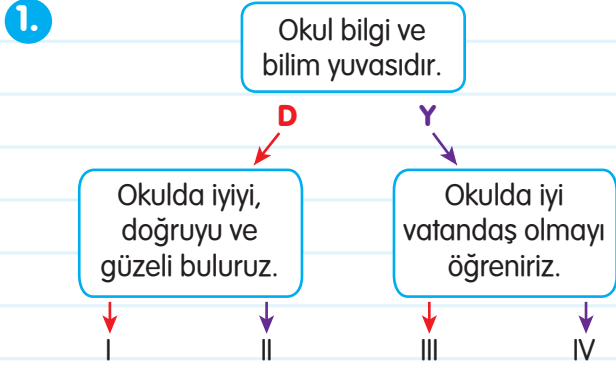 1.
Okul bilgi ve
bilim yuvasıdır.
D Y
Okulda iyiyi,
doğruyu ve
güzeli buluruz.
Okulda iyi
vatandaş olmayı
öğreniriz.
I II III IV